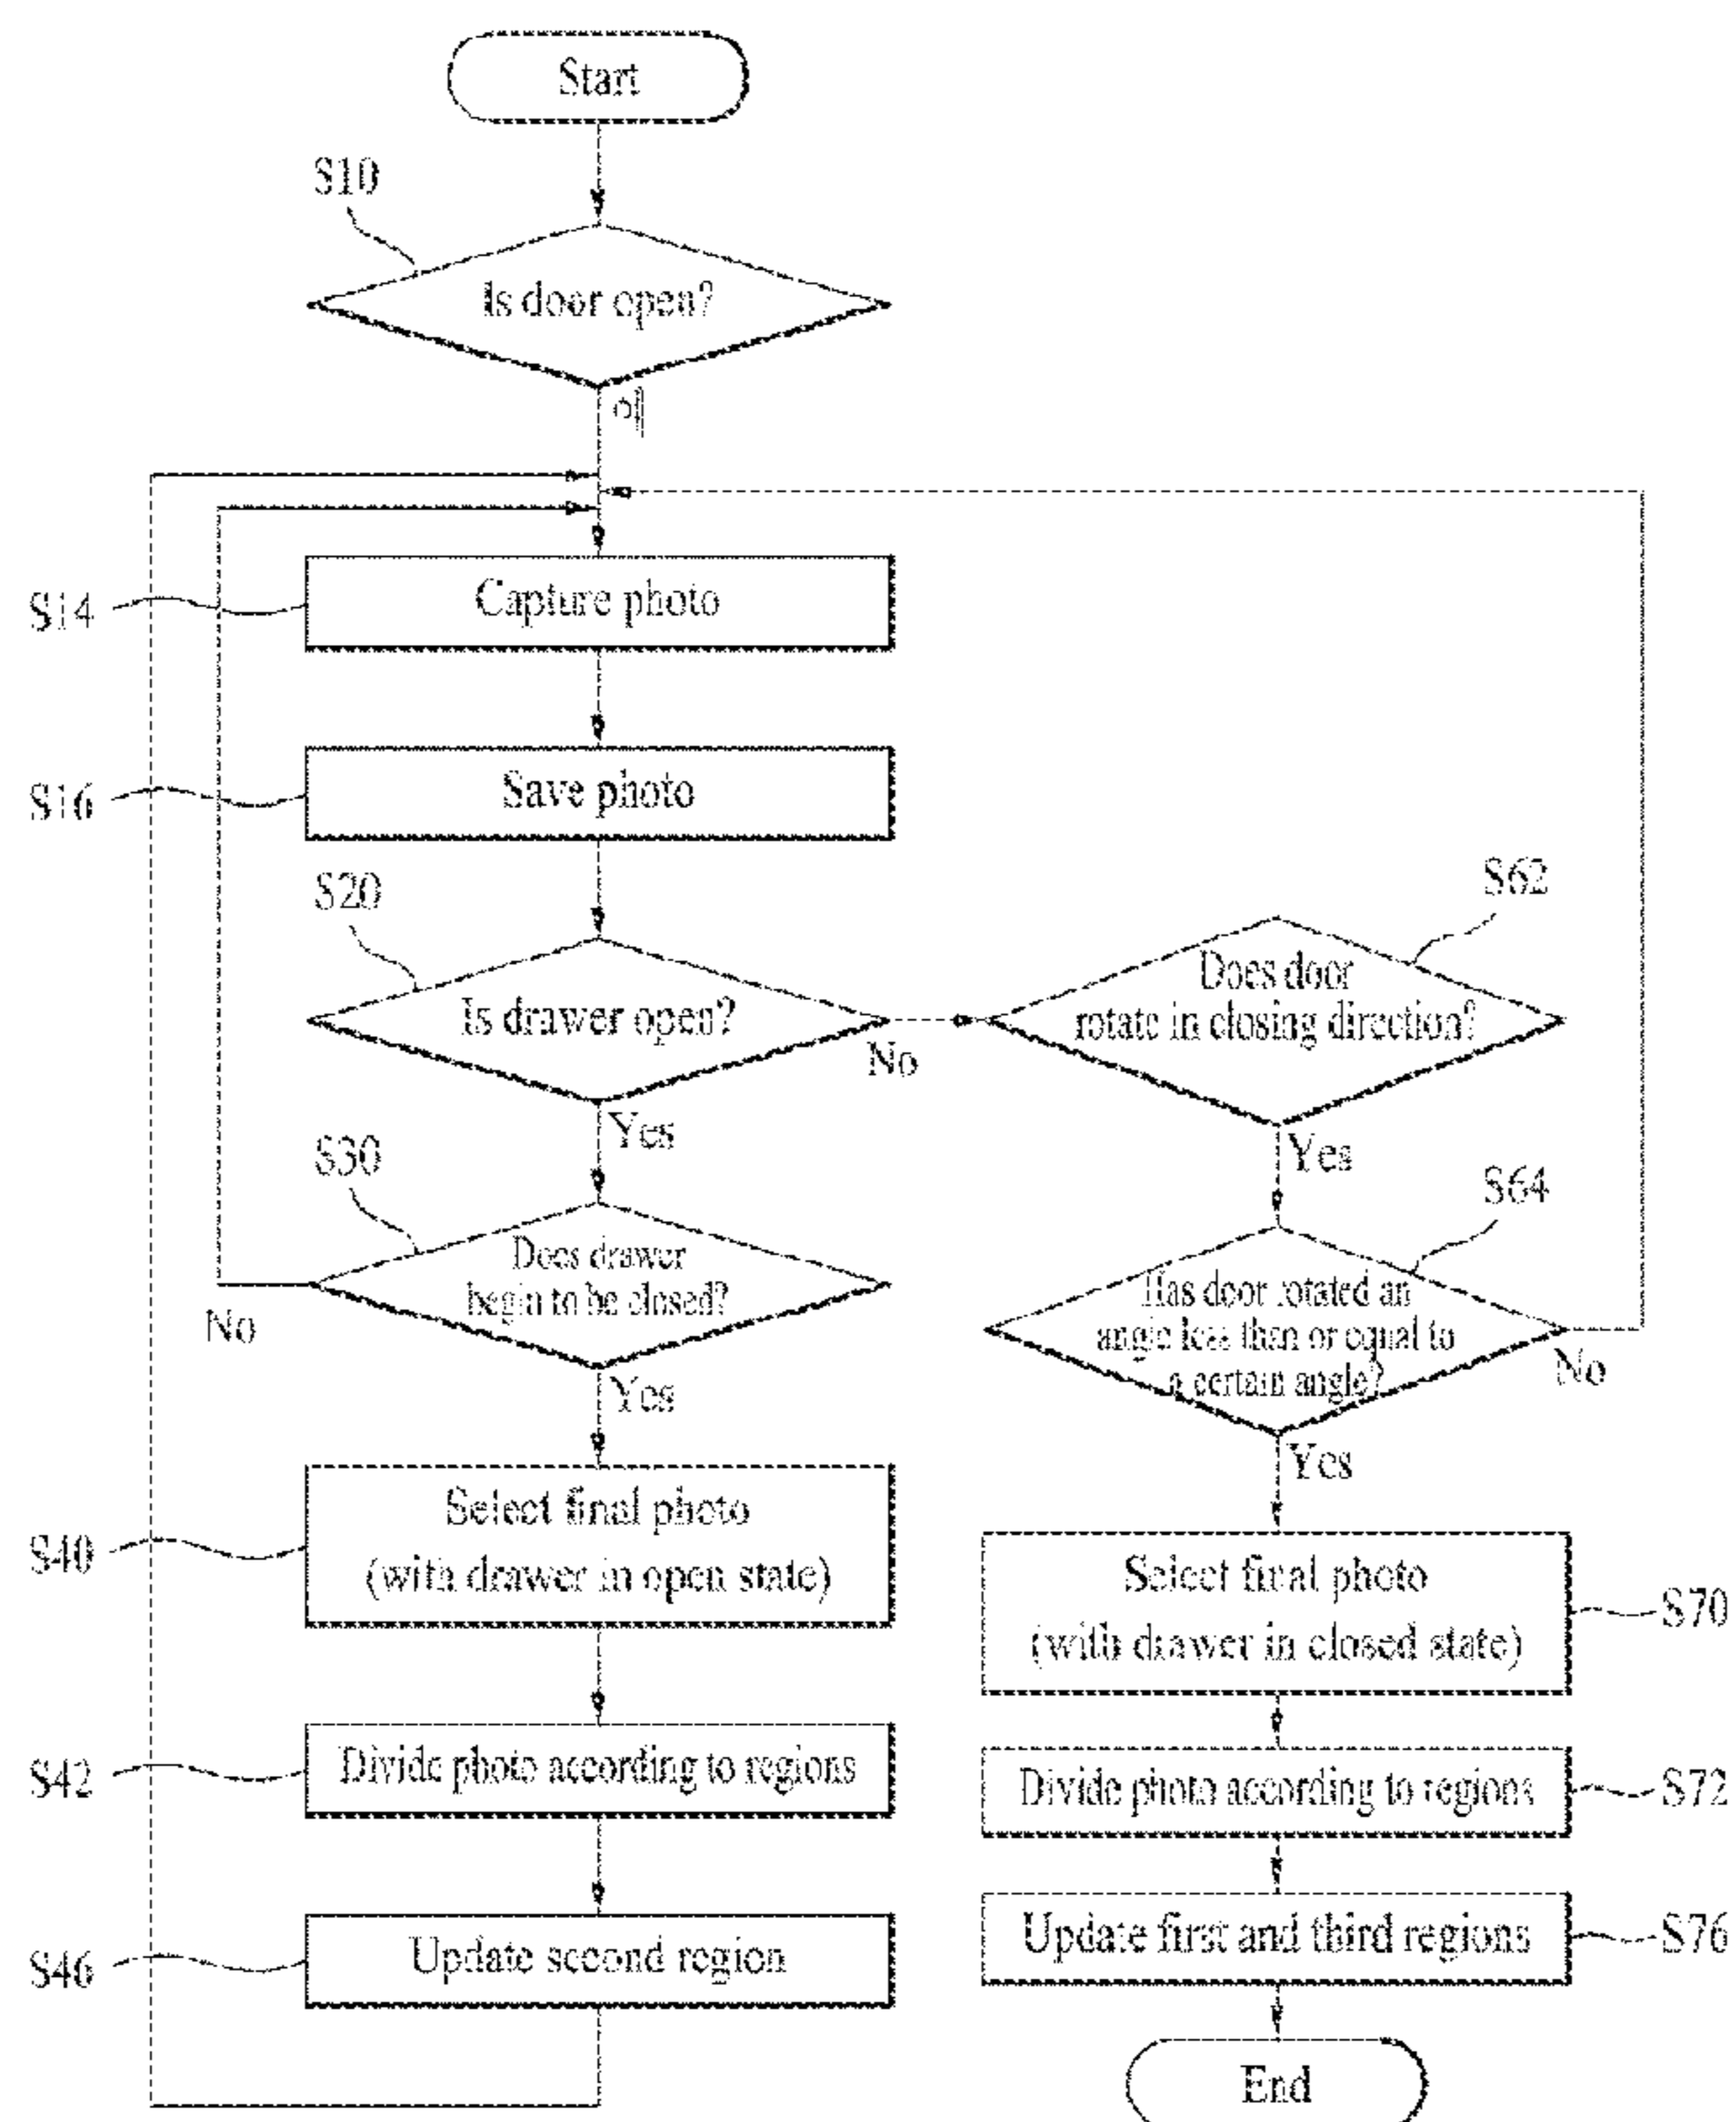 Start
S10
Is door open?
예
S14
Capture photo
S16
Save photo
S20
Is drawer open?
No
Yes
S62
Does door
rotate in closing direction?
Yes
S30
Does drawer
begin to be closed?
No
Yes
S64
Has door rotated an
angle less than or equal to
a certain angle?
No
Yes
S40
Select final photo
(with drawer in open state)
S70
Select final photo
(with drawer in closed state)
S42
Divide photo according to regions
S72
Divide photo according to regions
S46
Update second region
S76
Update first and third regions
End